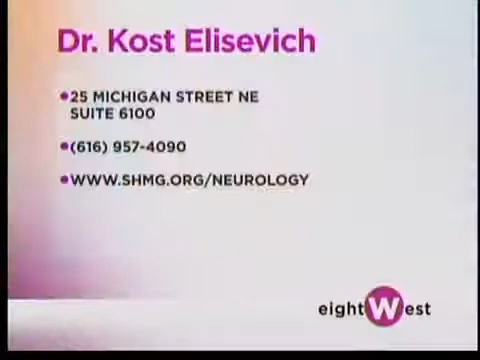 Dr. Kost Elisevich
•25 MICHIGAN STREET NE
SUITE 6100
•(616) 957-4090
•WWW.SHMG.ORG/NEUROLOGY
eightWest